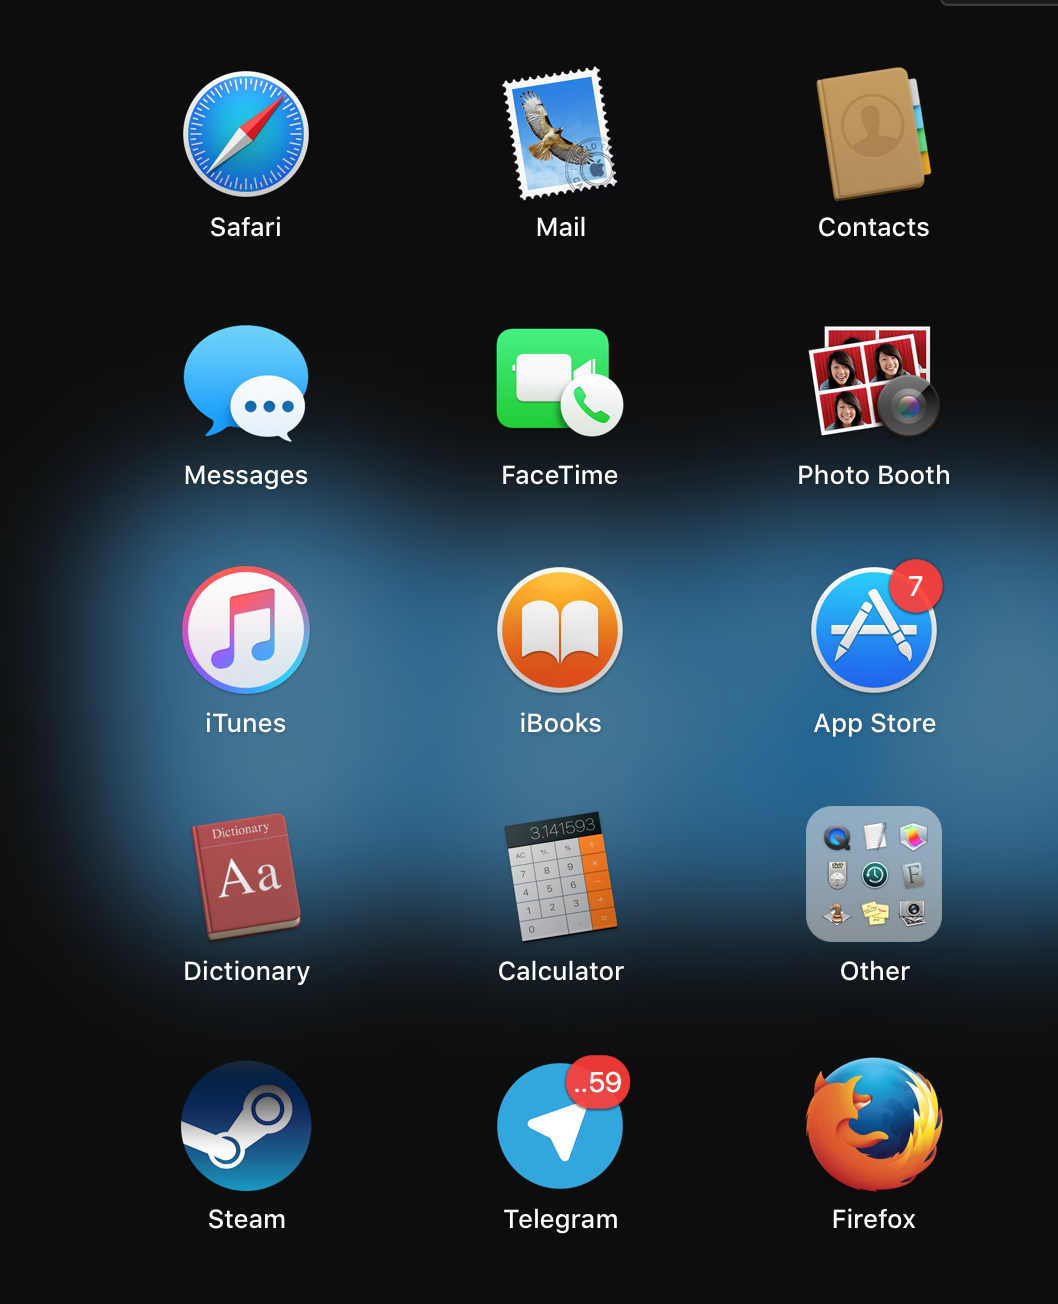 Safari
Mail
Contacts
Messages
FaceTime
Photo Booth
7
iTunes
iBooks
App Store
Dictionary
Aa
3.141593
AC +/- % ÷
7 8 9 ×
4 5 6 −
1 2 3 +
0 . =
DVD
F
Dictionary
Calculator
Other
..59
Steam
Telegram
Firefox